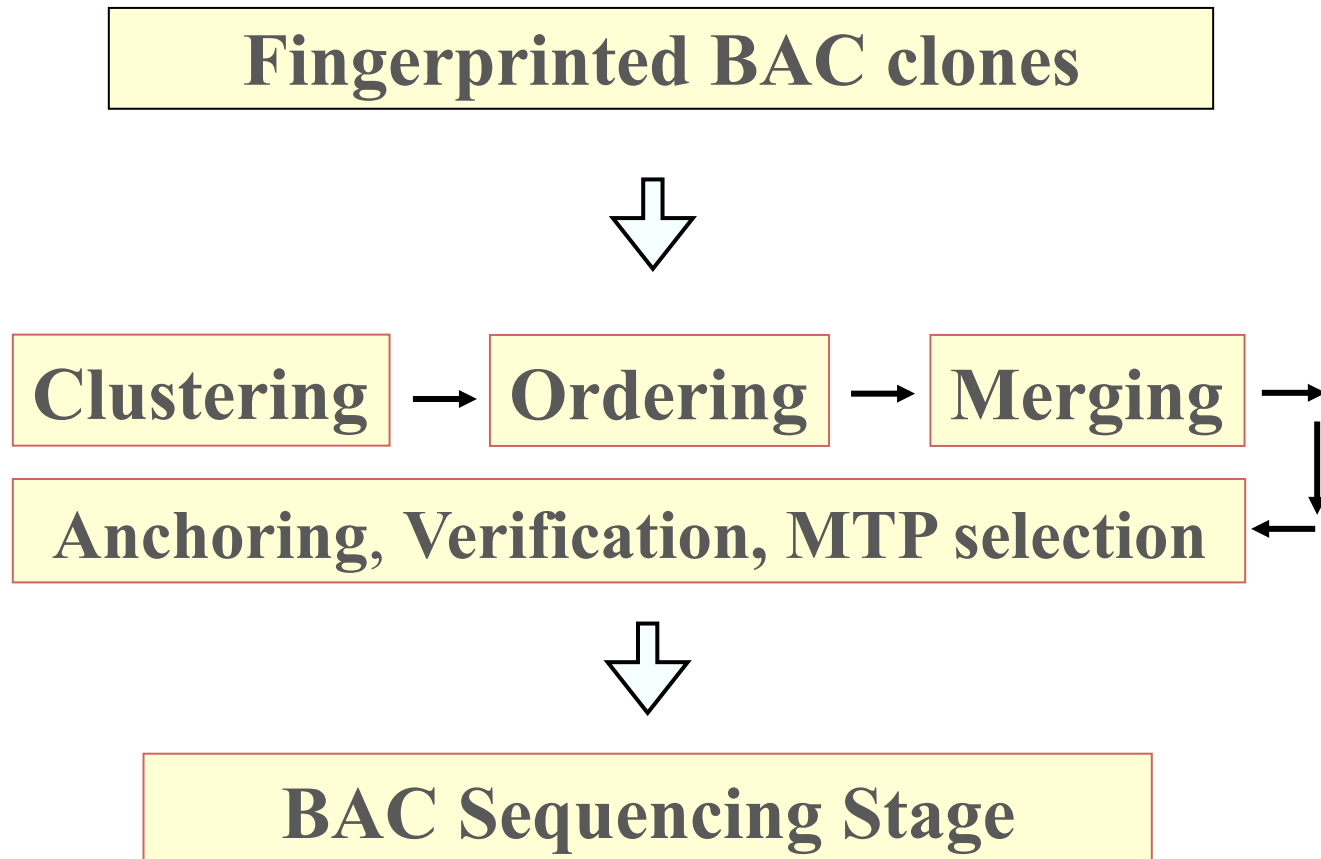 Fingerprinted BAC clones
Clustering
Ordering
Merging
Anchoring, Verification, MTP selection
BAC Sequencing Stage